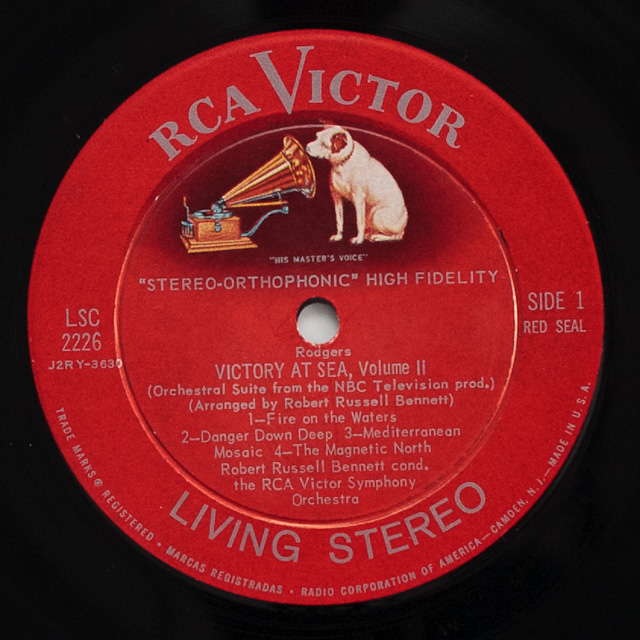 RCA VICTOR
"HIS MASTER'S VOICE"
"STEREO-ORTHOPHONIC" HIGH FIDELITY
LSC
2226
J2RY-3630
SIDE 1
RED SEAL
Rodgers
VICTORY AT SEA, Volume II
(Orchestral Suite from the NBC Television prod.)
(Arranged by Robert Russell Bennett)
1—Fire on the Waters
2—Danger Down Deep 3—Mediterranean
Mosaic 4—The Magnetic North
Robert Russell Bennett cond.
the RCA Victor Symphony
Orchestra
LIVING STEREO
TRADE MARKS ® REGISTERED • MARCAS REGISTRADAS • RADIO CORPORATION OF AMERICA—CAMDEN, N. J.—MADE IN U. S. A.